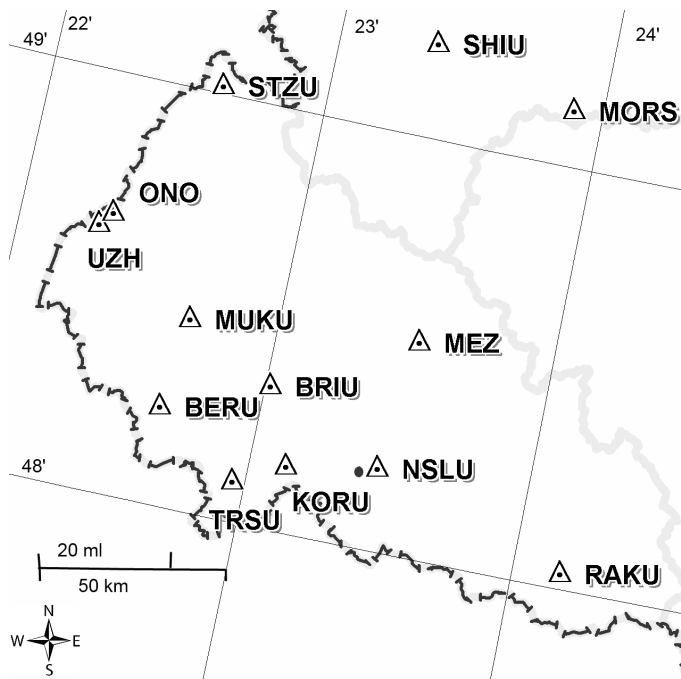 22'
23'
24'
49'
SHIU
STZU
MORS
ONO
UZH
MUKU
MEZ
BRIU
BERU
48'
NSLU
KORU
TRSU
20 ml
50 km
RAKU
N
W E
S